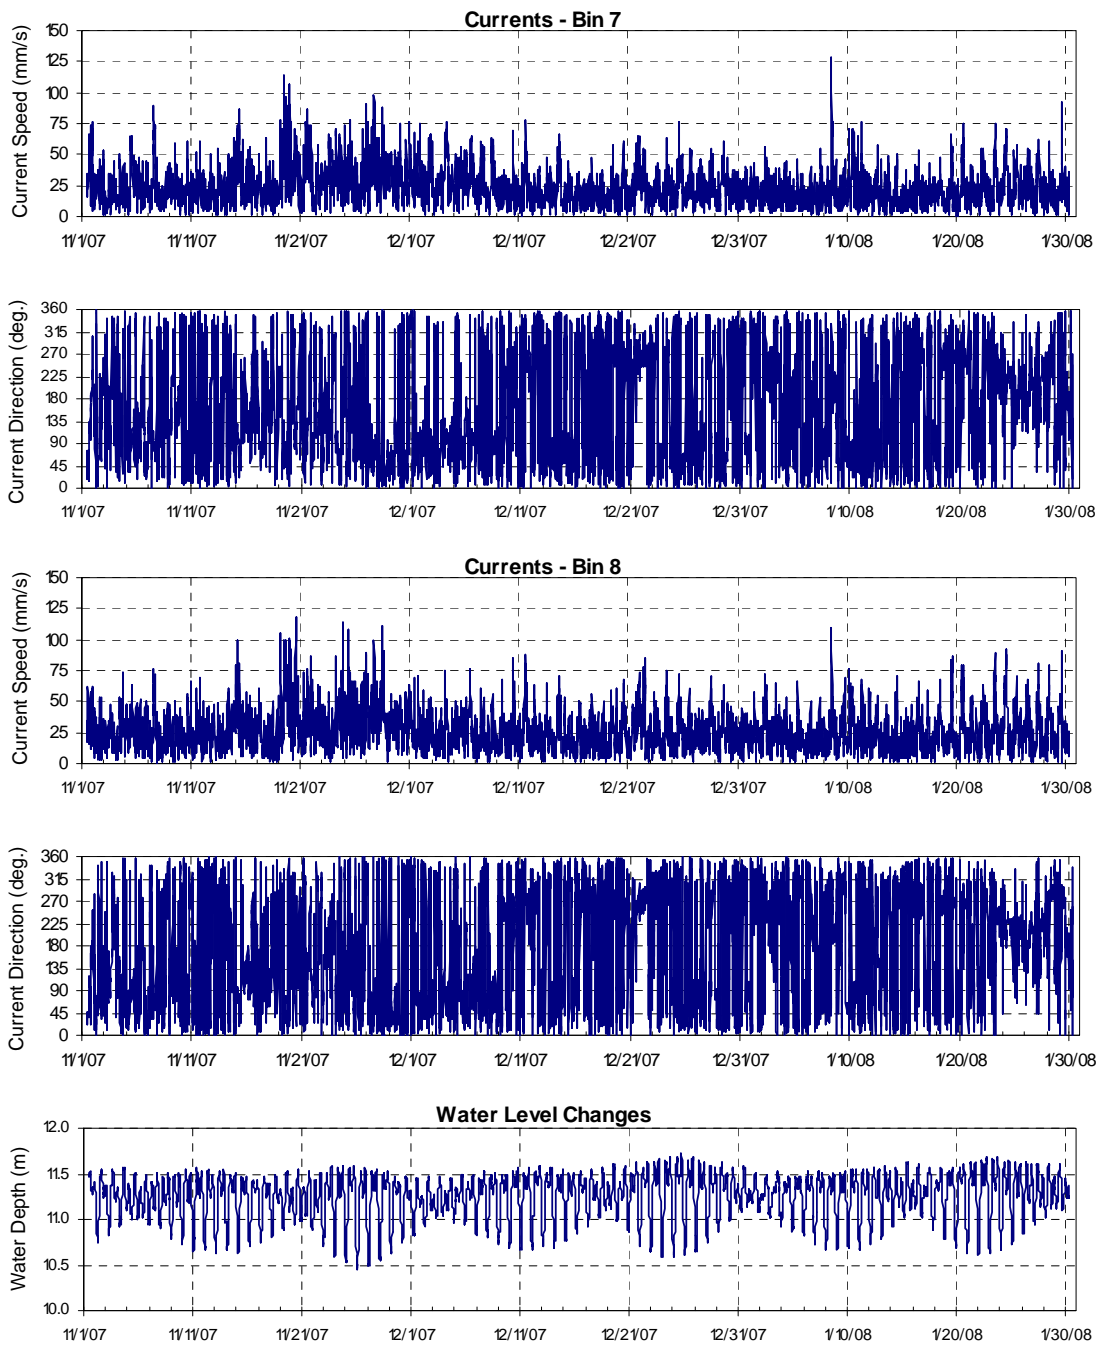 Currents - Bin 7
Current Speed (mm/s)
150
125
100
75
50
25
0
11/1/07 11/11/07 11/21/07 12/1/07 12/11/07 12/21/07 12/31/07 1/10/08 1/20/08 1/30/08
Current Direction (deg.)
360
315
270
225
180
135
90
45
0
11/1/07 11/11/07 11/21/07 12/1/07 12/11/07 12/21/07 12/31/07 1/10/08 1/20/08 1/30/08
Currents - Bin 8
Current Speed (mm/s)
150
125
100
75
50
25
0
11/1/07 11/11/07 11/21/07 12/1/07 12/11/07 12/21/07 12/31/07 1/10/08 1/20/08 1/30/08
Current Direction (deg.)
360
315
270
225
180
135
90
45
0
11/1/07 11/11/07 11/21/07 12/1/07 12/11/07 12/21/07 12/31/07 1/10/08 1/20/08 1/30/08
Water Level Changes
Water Depth (m)
12.0
11.5
11.0
10.5
10.0
11/1/07 11/11/07 11/21/07 12/1/07 12/11/07 12/21/07 12/31/07 1/10/08 1/20/08 1/30/08